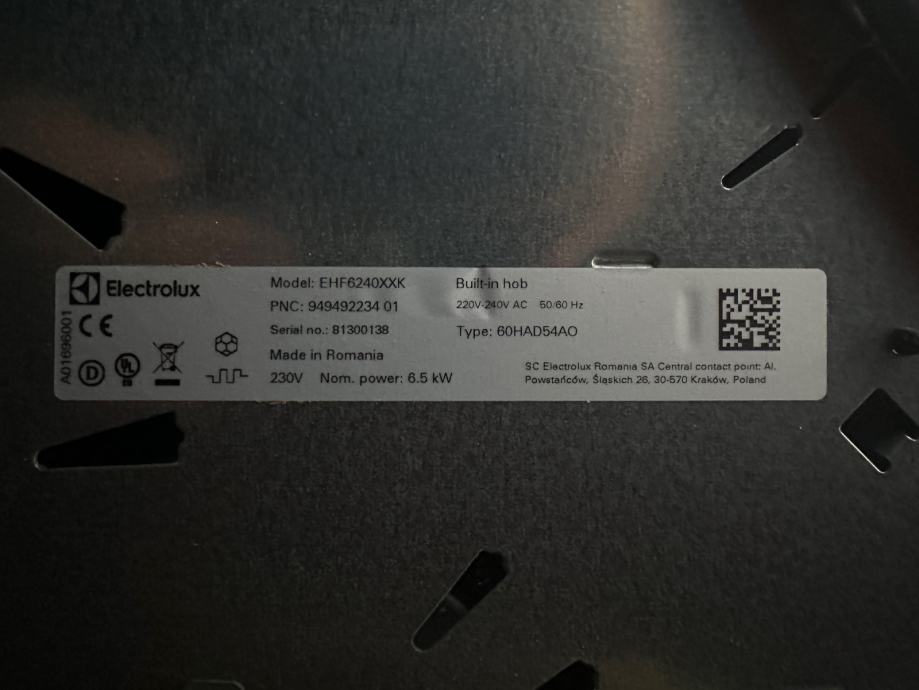 Electrolux
A01696001
Model: EHF6240XXK
PNC: 949492234 01
Serial no.: 81300138
Made in Romania
230V Nom. power: 6.5 kW
Built-in hob
220V-240V AC 50/60 Hz
Type: 60HAD54AO
SC Electrolux Romania SA Central contact point: Al.
Powstańców, Śląskich 26, 30-570 Kraków, Poland
CE
D
UL